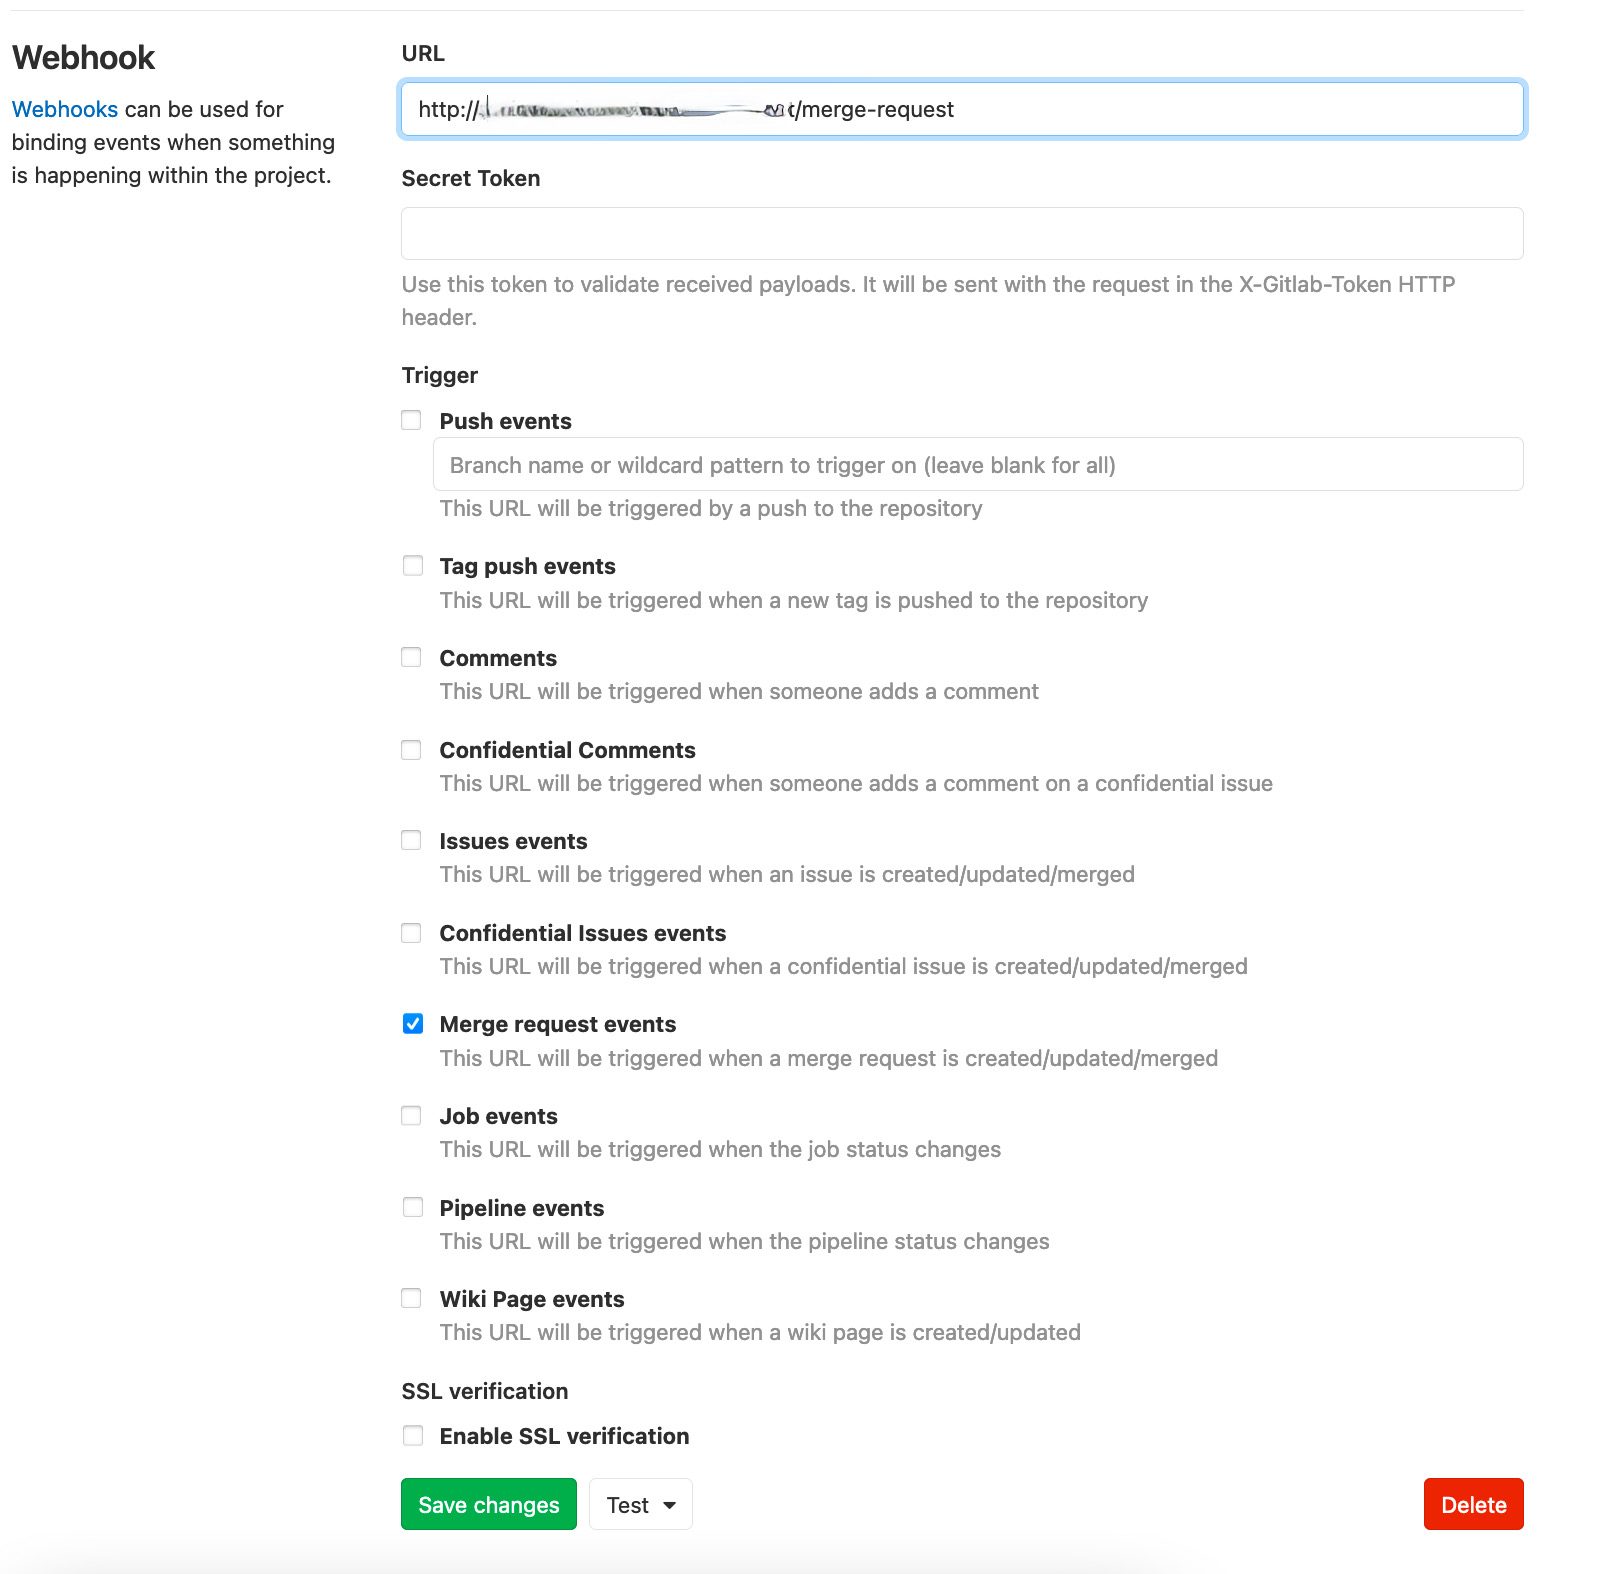 Webhook
Webhooks can be used for
binding events when something
is happening within the project.
URL
http:// /merge-request
Secret Token
Use this token to validate received payloads. It will be sent with the request in the X-Gitlab-Token HTTP
header.
Trigger
Push events
Branch name or wildcard pattern to trigger on (leave blank for all)
This URL will be triggered by a push to the repository
Tag push events
This URL will be triggered when a new tag is pushed to the repository
Comments
This URL will be triggered when someone adds a comment
Confidential Comments
This URL will be triggered when someone adds a comment on a confidential issue
Issues events
This URL will be triggered when an issue is created/updated/merged
Confidential Issues events
This URL will be triggered when a confidential issue is created/updated/merged
Merge request events
This URL will be triggered when a merge request is created/updated/merged
Job events
This URL will be triggered when the job status changes
Pipeline events
This URL will be triggered when the pipeline status changes
Wiki Page events
This URL will be triggered when a wiki page is created/updated
SSL verification
Enable SSL verification
Save changes
Test
Delete